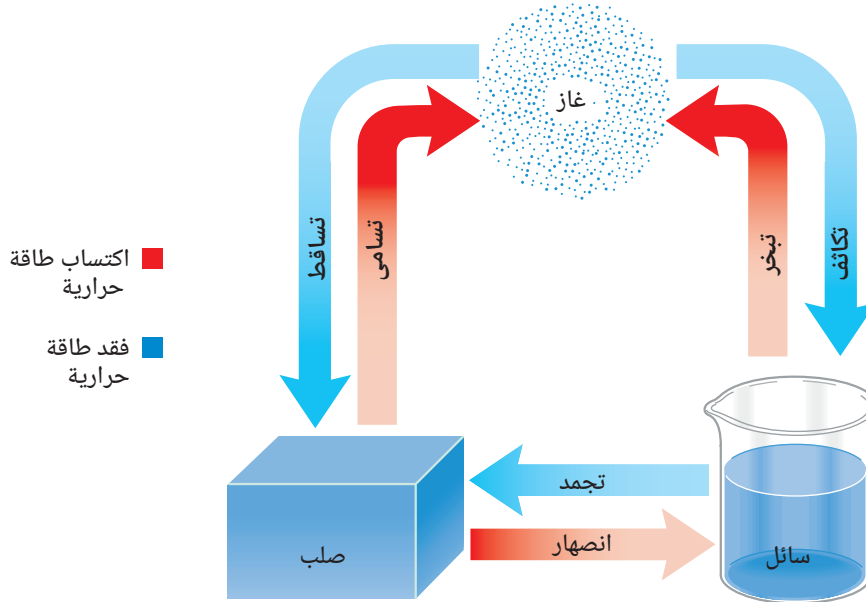 غاز
تساقط
تسامى
تبخر
تكاثف
اكتساب طاقة
حرارية
فقد طاقة
حرارية
تجمد
انصهار
صلب
سائل